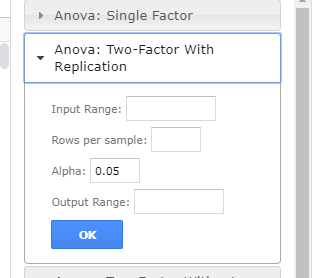 Anova: Single Factor
Anova: Two-Factor With
Replication
Input Range:
Rows per sample:
Alpha: 0.05
Output Range:
OK